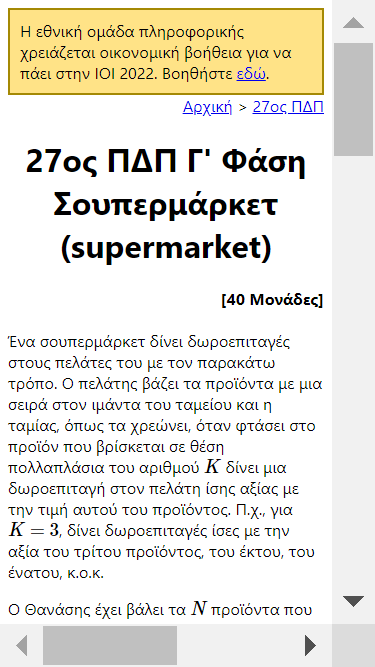 Η εθνική ομάδα πληροφορικής
χρειάζεται οικονομική βοήθεια για να
πάει στην IOI 2022. Βοηθήστε εδώ.
Αρχική > 27ος ΠΔΠ
27ος ΠΔΠ Γ' Φάση
Σουπερμάρκετ
(supermarket)
[40 Μονάδες]
Ένα σουπερμάρκετ δίνει δωροεπιταγές
στους πελάτες του με τον παρακάτω
τρόπο. Ο πελάτης βάζει τα προϊόντα με μια
σειρά στον ιμάντα του ταμείου και η
ταμίας, όπως τα χρεώνει, όταν φτάσει στο
προϊόν που βρίσκεται σε θέση
πολλαπλάσια του αριθμού K δίνει μια
δωροεπιταγή στον πελάτη ίσης αξίας με
την τιμή αυτού του προϊόντος. Π.χ., για
K = 3, δίνει δωροεπιταγές ίσες με την
αξία του τρίτου προϊόντος, του έκτου, του
ένατου, κ.ο.κ.
Ο Θανάσης έχει βάλει τα N προϊόντα που